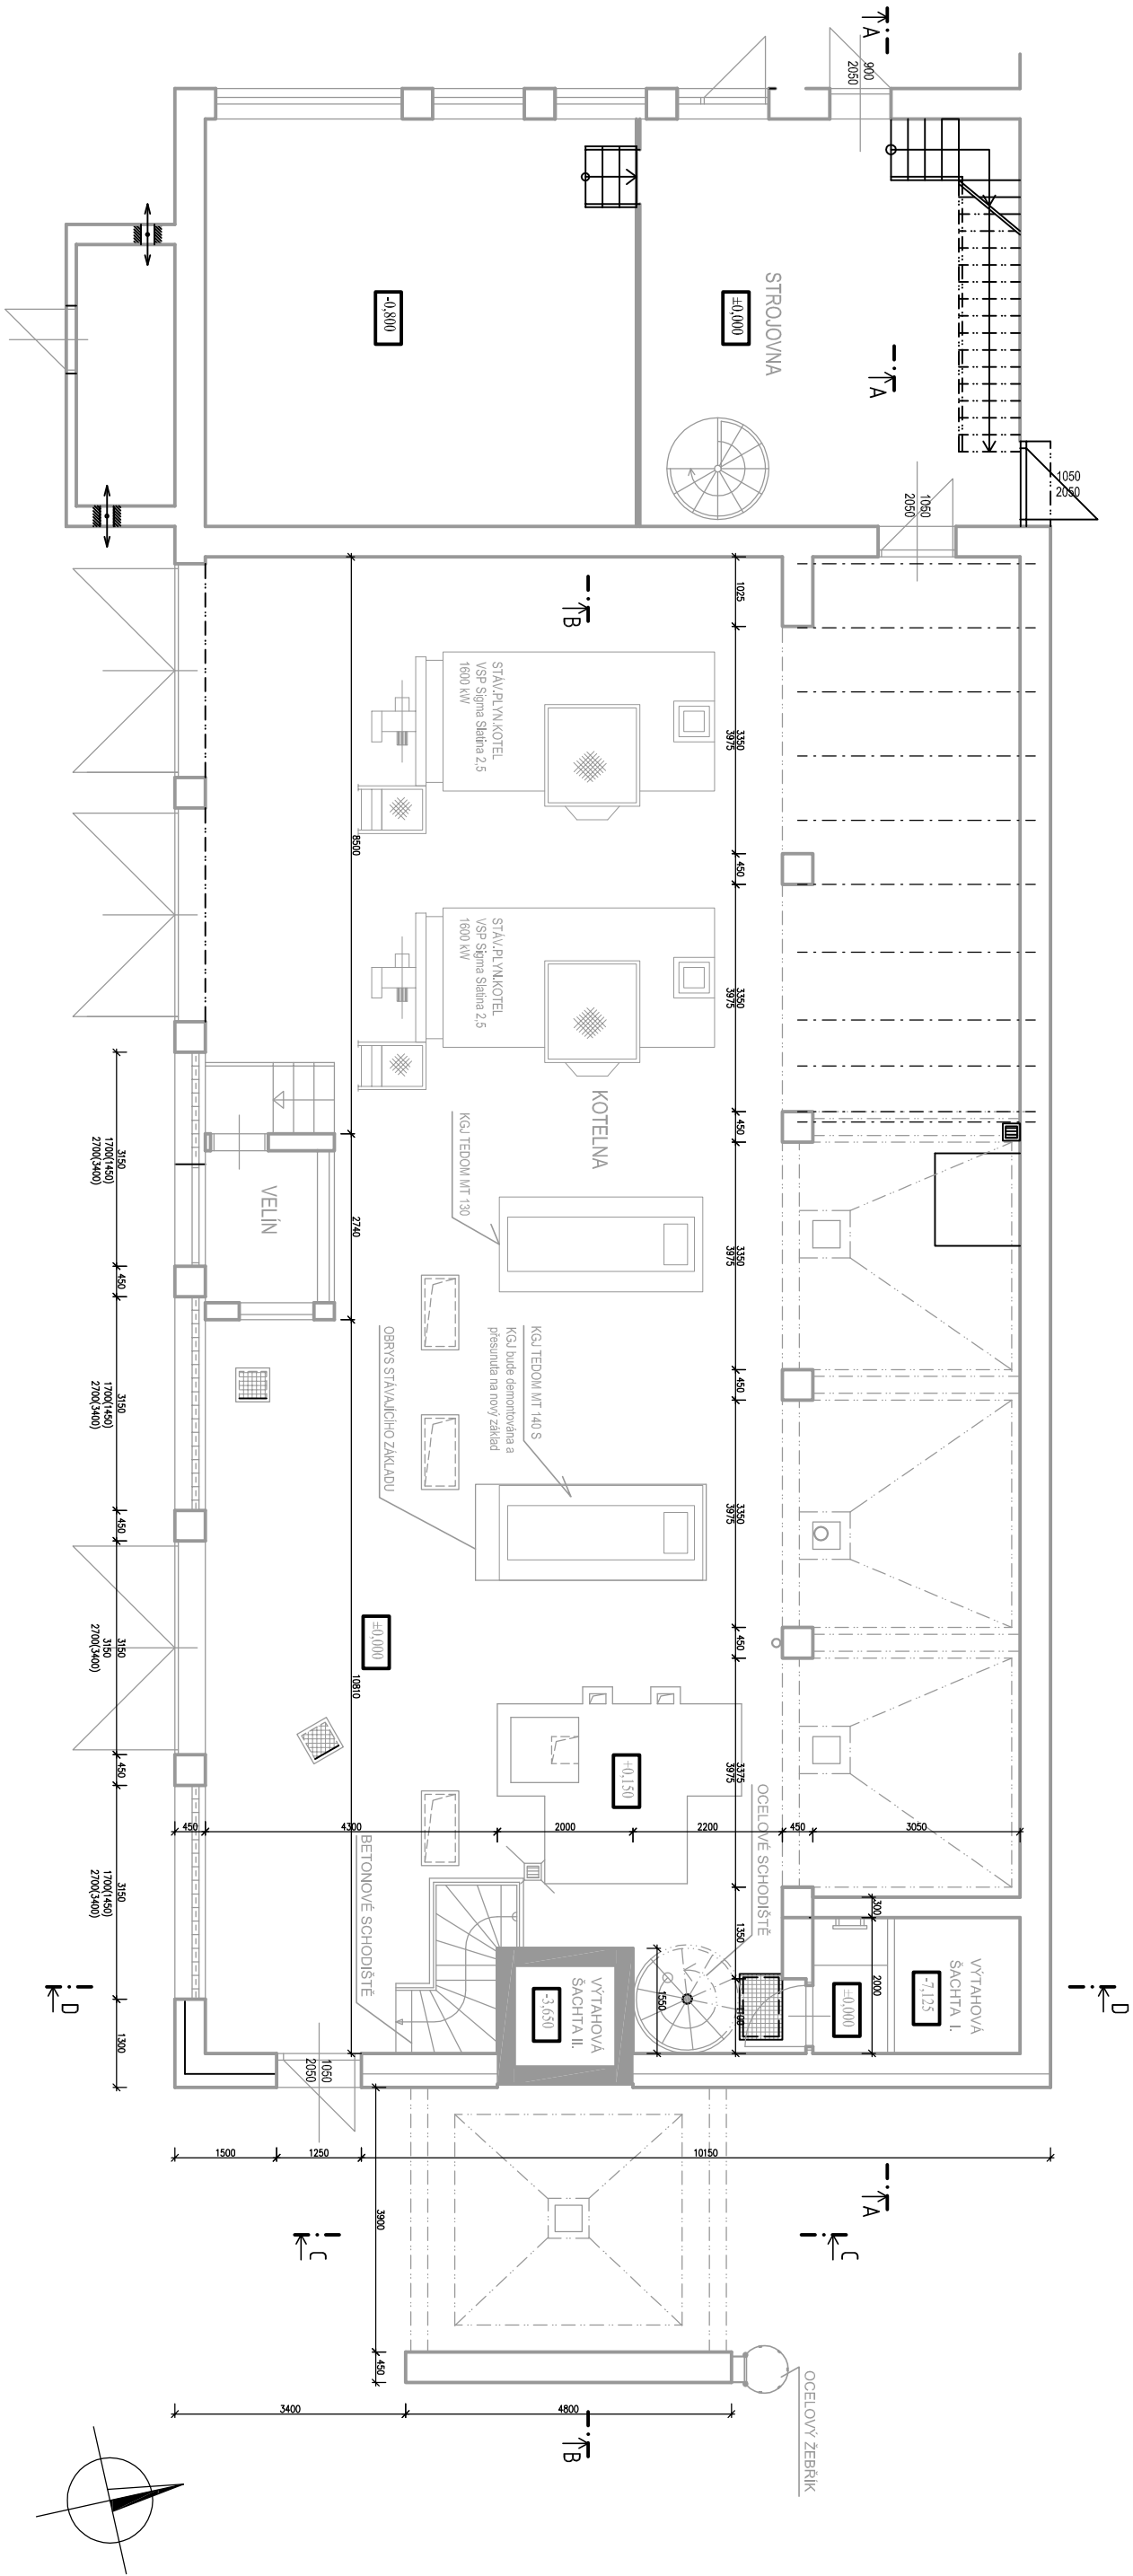 A
900
2050
STROJOVNA
±0,000
-0,800
A
1050
2050
1050
2050
B
1025
3350
3975
450
3350
3975
450
3350
3975
450
3350
3975
450
3375
3975
1350
1100
STÁV.PLYN.KOTEL
VSP Sigma Slatina 2,5
1600 kW
STÁV.PLYN.KOTEL
VSP Sigma Slatina 2,5
1600 kW
KOTELNA
KGJ TEDOM MT 130
KGJ TEDOM MT 140 S
KGJ bude demontována a
přesunuta na nový základ
OBRYS STÁVAJÍCÍHO ZÁKLADU
VELÍN
8500
2740
10810
±0,000
+0,150
OCELOVÉ SCHODIŠTĚ
BETONOVÉ SCHODIŠTĚ
450
4300
2000
2200
450
3050
300
2000
1550
VÝTAHOVÁ
ŠACHTA I.
-7,125
±0,000
VÝTAHOVÁ
ŠACHTA II.
-3,650
3150
1700(1450)
2700(3400)
450
3150
1700(1450)
2700(3400)
450
3150
3150
2700(3400)
450
3150
1700(1450)
2700(3400)
1300
D
D
1050
2050
1500
1250
10150
3900
450
A
C
C
3400
4800
B
OCELOVÝ ŽEBŘÍK